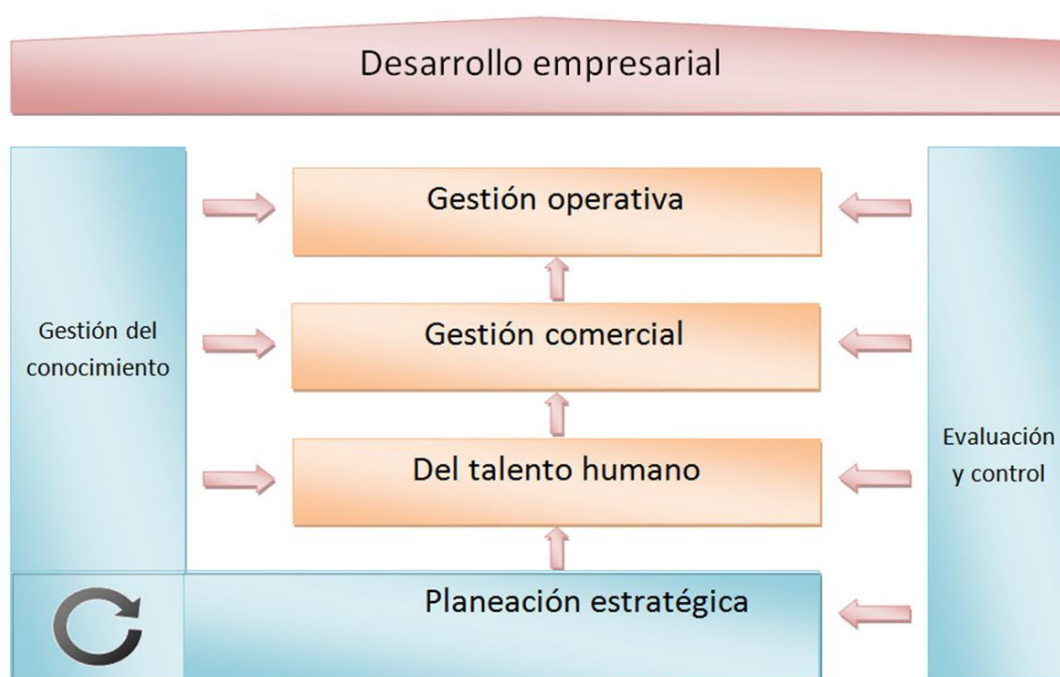 Desarrollo empresarial
Gestión operativa
Gestión del
conocimiento
Gestión comercial
Evaluación
y control
Del talento humano
Planeación estratégica